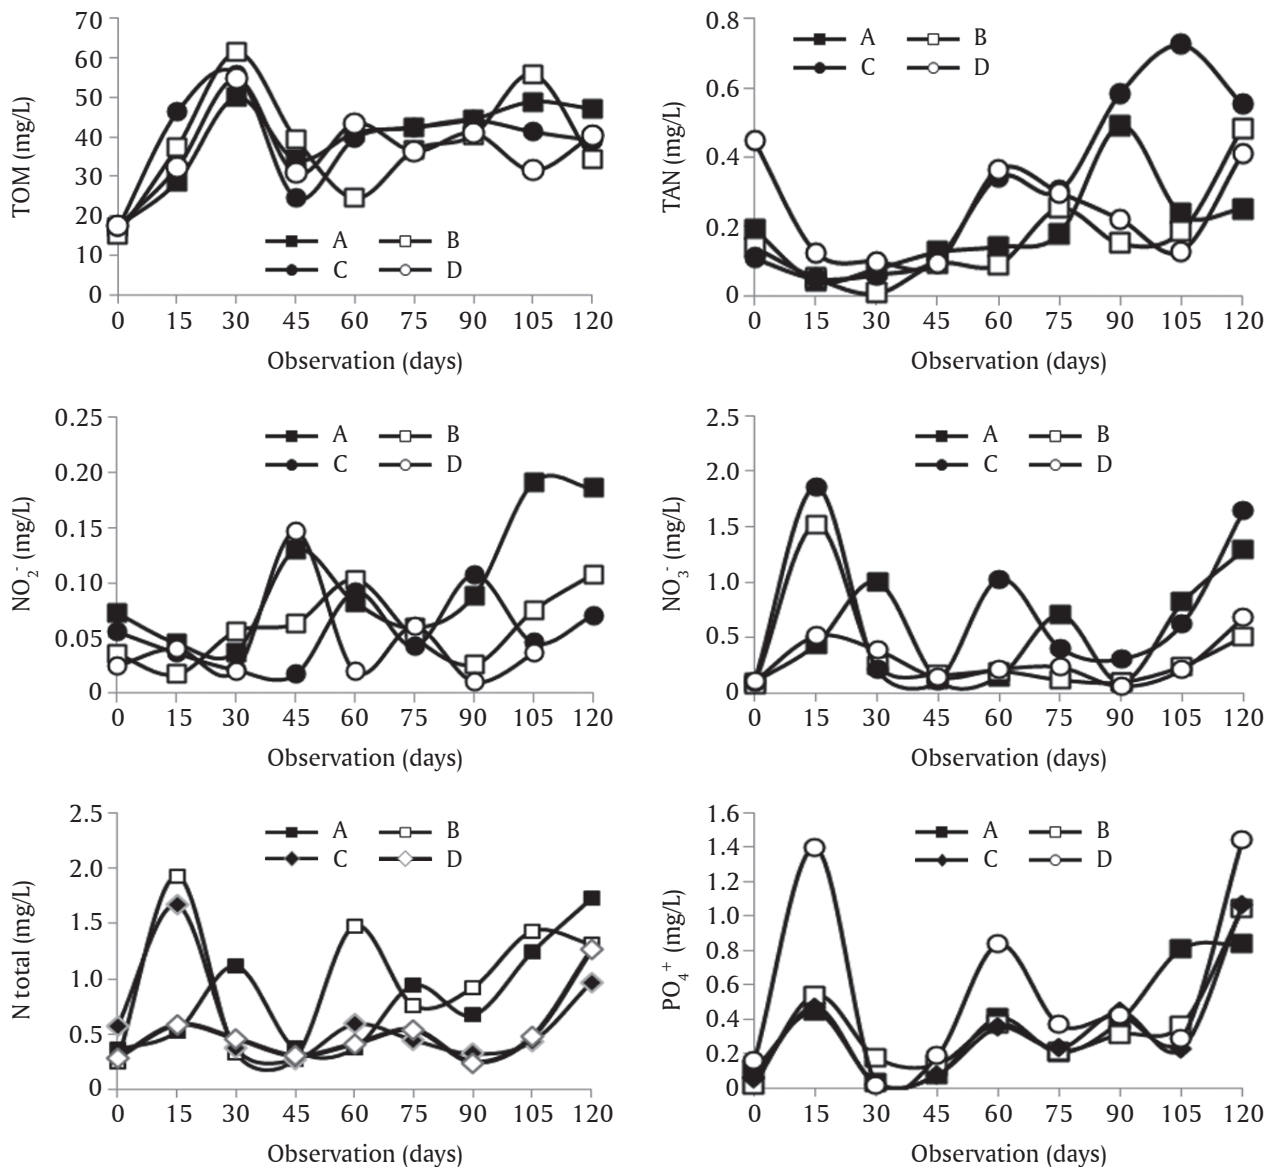 TOM (mg/L)
70
60
50
40
30
20
10
0
A B
C D
0 15 30 45 60 75 90 105 120
Observation (days)
TAN (mg/L)
0.8
0.6
0.4
0.2
0
A B
C D
0 15 30 45 60 75 90 105 120
Observation (days)
NO₂⁻ (mg/L)
0.25
0.20
0.15
0.10
0.05
0
A B
C D
0 15 30 45 60 75 90 105 120
Observation (days)
NO₃⁻ (mg/L)
2.5
2.0
1.5
1.0
0.5
0
A B
C D
0 15 30 45 60 75 90 105 120
Observation (days)
N total (mg/L)
2.5
2.0
1.5
1.0
0.5
0
A B
C D
0 15 30 45 60 75 90 105 120
Observation (days)
PO₄⁺ (mg/L)
1.6
1.4
1.2
1.0
0.8
0.6
0.4
0.2
0
A B
C D
0 15 30 45 60 75 90 105 120
Observation (days)